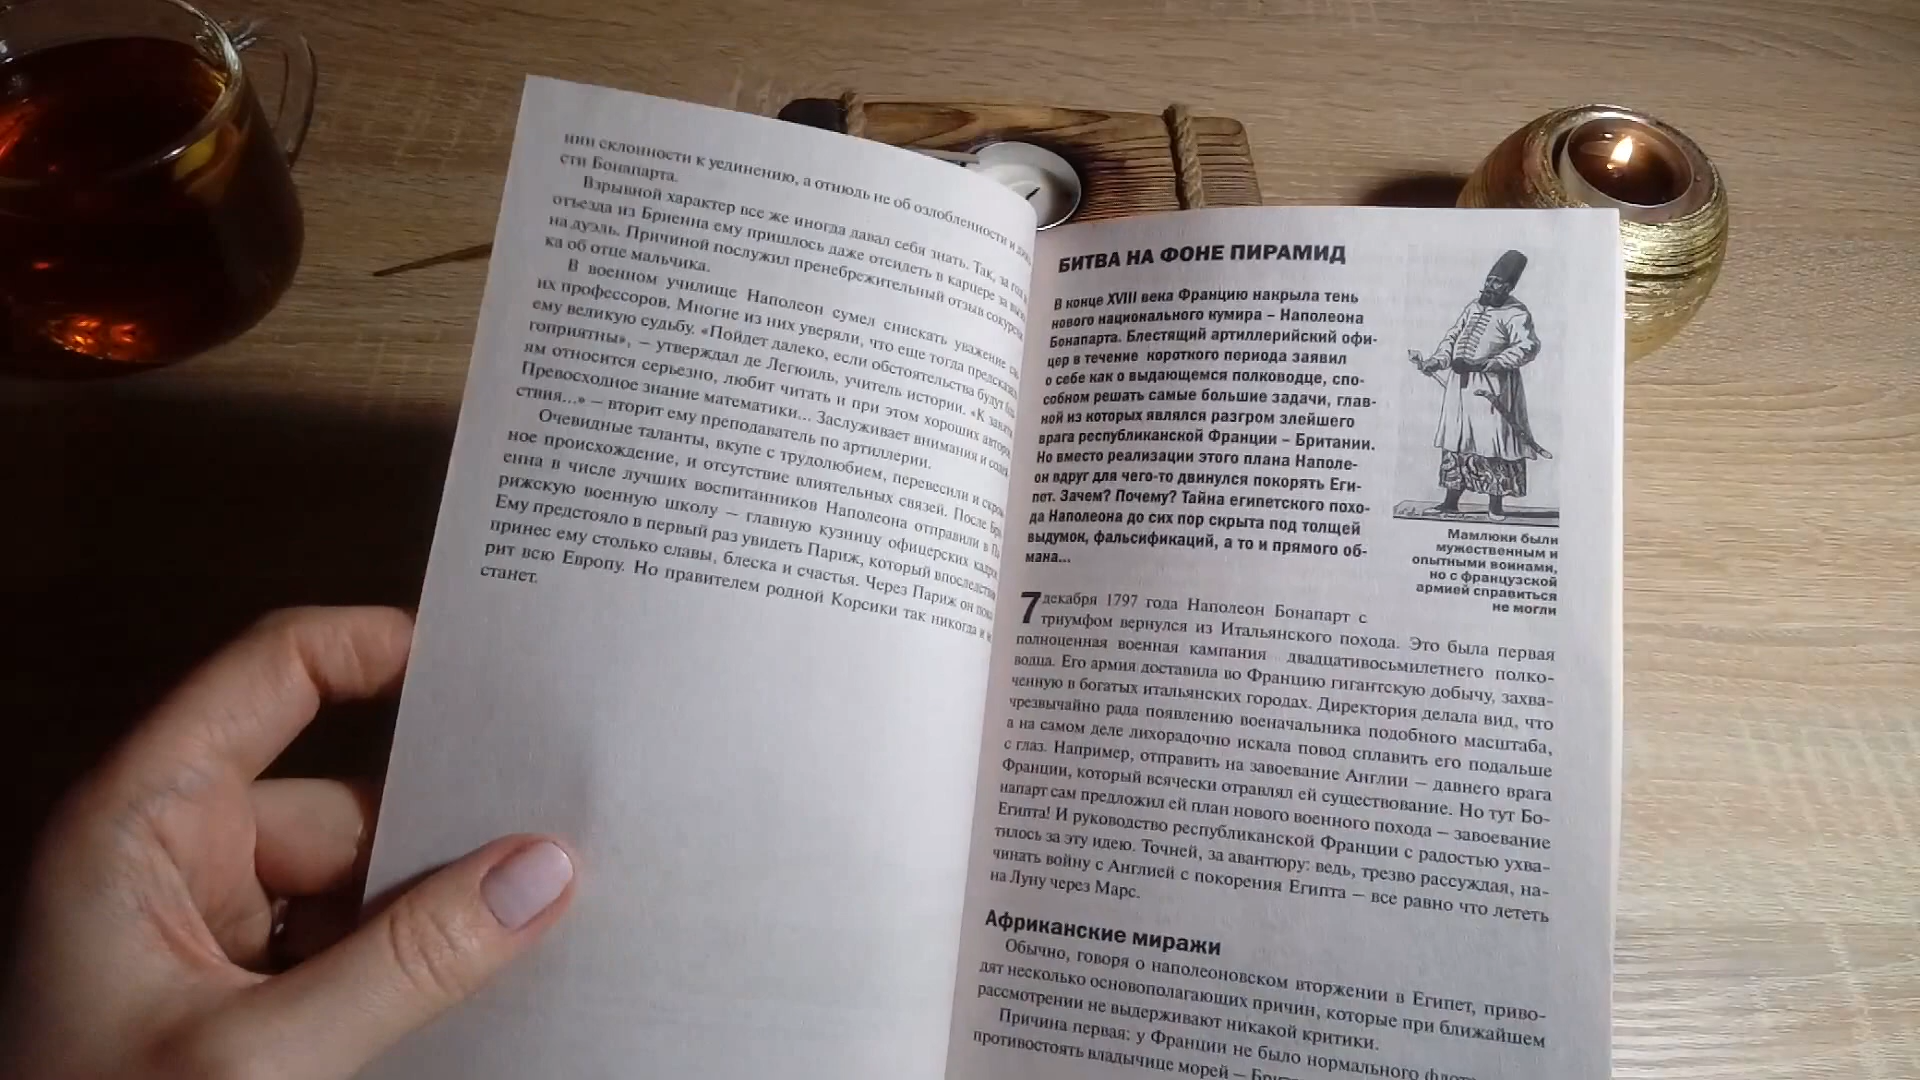 нии склонности к уединению, а отнюдь не об озлобленности и
сти Бонапарта.
Взрывной характер все же иногда давал себя знать. Так, за год
отъезда из Бриенна ему пришлось даже отсидеть в карцере за
на дуэль. Причиной послужил пренебрежительный отзыв сокурсни
ка об отце мальчика.
В военном училище Наполеон сумел снискать уважение
их профессоров. Многие из них уверяли, что еще тогда предсказали
ему великую судьбу. «Пойдет далеко, если обстоятельства будут бла
гоприятны», – утверждал де Легюиль, учитель истории. «К заняти
ям относится серьезно, любит читать и при этом хороших авторов
Превосходное знание математики... Заслуживает внимания и содей
ствия...» – вторит ему преподаватель по артиллерии.
Очевидные таланты, вкупе с трудолюбием, перевесили и скром
ное происхождение, и отсутствие влиятельных связей. После Бри
енна в числе лучших воспитанников Наполеона отправили в Па
рижскую военную школу – главную кузницу офицерских кадров
Ему предстояло в первый раз увидеть Париж, который впоследствии
принес ему столько славы, блеска и счастья. Через Париж он поко
рит всю Европу. Но правителем родной Корсики так никогда и
станет.
БИТВА НА ФОНЕ ПИРАМИД
В конце XVIII века Францию накрыла тень
нового национального кумира – Наполеона
Бонапарта. Блестящий артиллерийский офи-
цер в течение короткого периода заявил
о себе как о выдающемся полководце, спо-
собном решать самые большие задачи, глав-
ной из которых являлся разгром злейшего
врага республиканской Франции – Британии.
Но вместо реализации этого плана Наполе-
он вдруг для чего-то двинулся покорять Еги-
пет. Зачем? Почему? Тайна египетского похо-
да Наполеона до сих пор скрыта под толщей
выдумок, фальсификаций, а то и прямого об-
мана...
Мамлюки были
мужественным и
опытными воинами,
но с французской
армией справиться
не могли
7 декабря 1797 года Наполеон Бонапарт с
триумфом вернулся из Итальянского похода. Это была первая
полноценная военная кампания двадцативосьмилетнего полко-
водца. Его армия доставила во Францию гигантскую добычу, захва-
ченную в богатых итальянских городах. Директория делала вид, что
чрезвычайно рада появлению военачальника подобного масштаба,
а на самом деле лихорадочно искала повод сплавить его подальше
с глаз. Например, отправить на завоевание Англии – давнего врага
Франции, который всячески отравлял ей существование. Но тут Бо-
напарт сам предложил ей план нового военного похода – завоевание
Египта! И руководство республиканской Франции с радостью ухва-
тилось за эту идею. Точней, за авантюру: ведь, трезво рассуждая, на-
чинать войну с Англией с покорения Египта – все равно что лететь
на Луну через Марс.
Африканские миражи
Обычно, говоря о наполеоновском вторжении в Египет, приво-
дят несколько основополагающих причин, которые при ближайшем
рассмотрении не выдерживают никакой критики.
Причина первая: у Франции не было нормального
противостоять владычице морей –